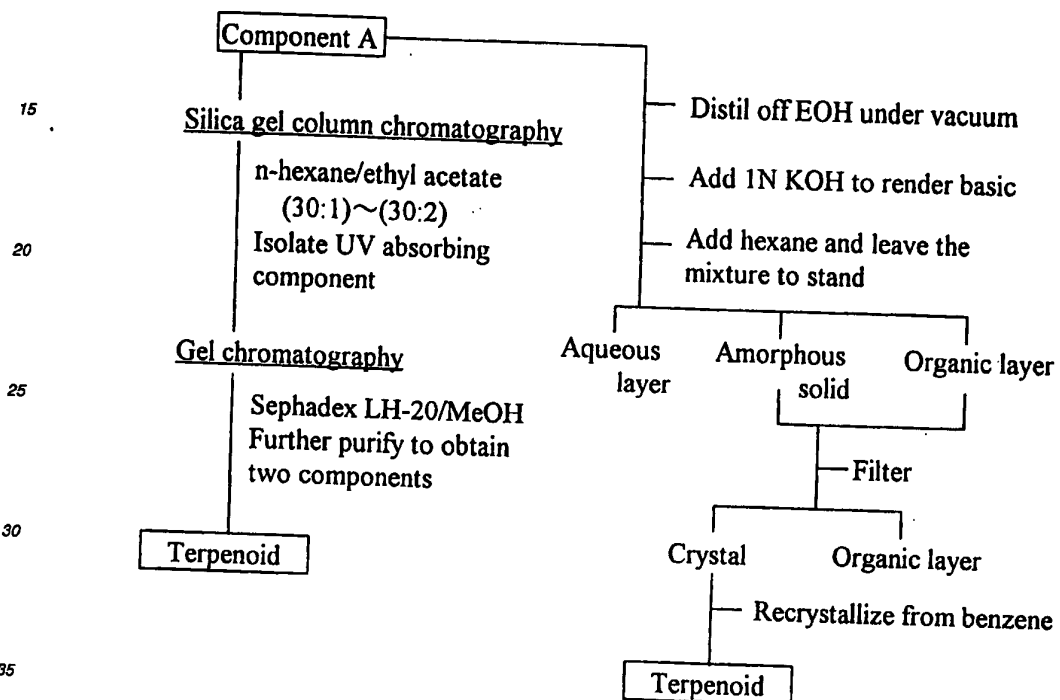 Component A
15
Silica gel column chromatography
n-hexane/ethyl acetate
(30:1)～(30:2)
20
Isolate UV absorbing
component
Gel chromatography
25
Sephadex LH-20/MeOH
Further purify to obtain
two components
30
Terpenoid
35
Distil off EOH under vacuum
Add 1N KOH to render basic
Add hexane and leave the
mixture to stand
Aqueous
layer
Amorphous
solid
Organic layer
Filter
Crystal
Organic layer
Recrystallize from benzene
Terpenoid